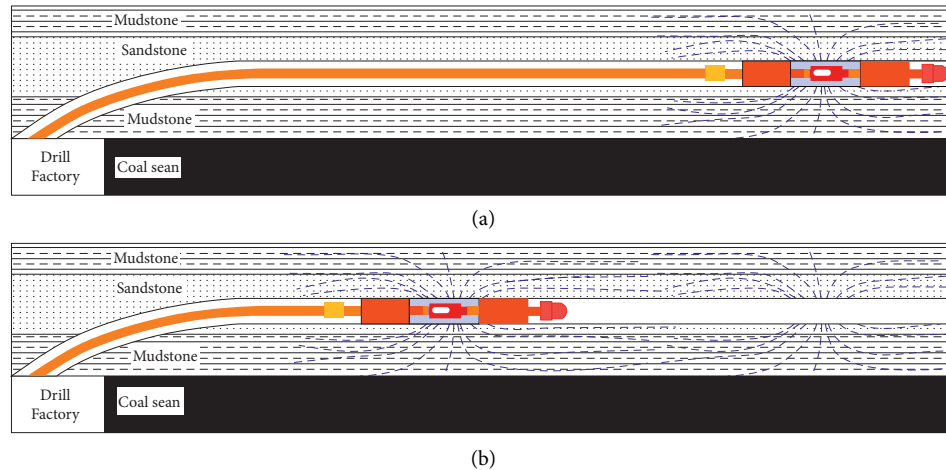 Mudstone
Sandstone
Mudstone
Drill
Factory
Coal sean
(a)
Mudstone
Sandstone
Mudstone
Drill
Factory
Coal sean
(b)